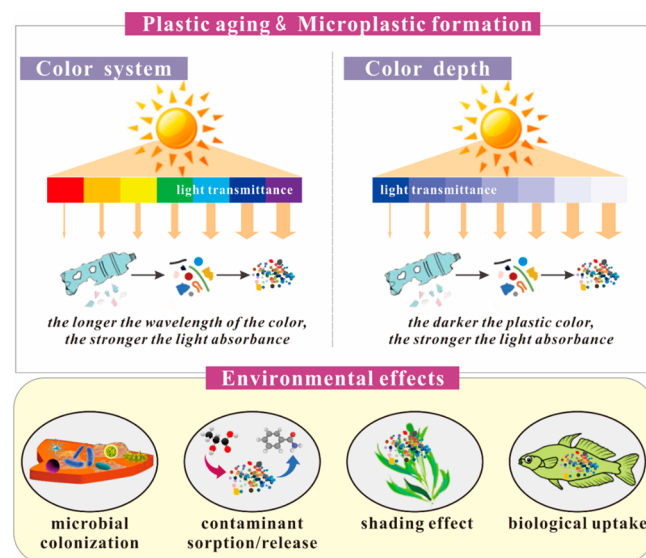 Plastic aging & Microplastic formation
Color system
Color depth
light transmittance
light transmittance
the longer the wavelength of the color,
the stronger the light absorbance
the darker the plastic color,
the stronger the light absorbance
Environmental effects
microbial
colonization
contaminant
sorption/release
shading effect
biological uptake